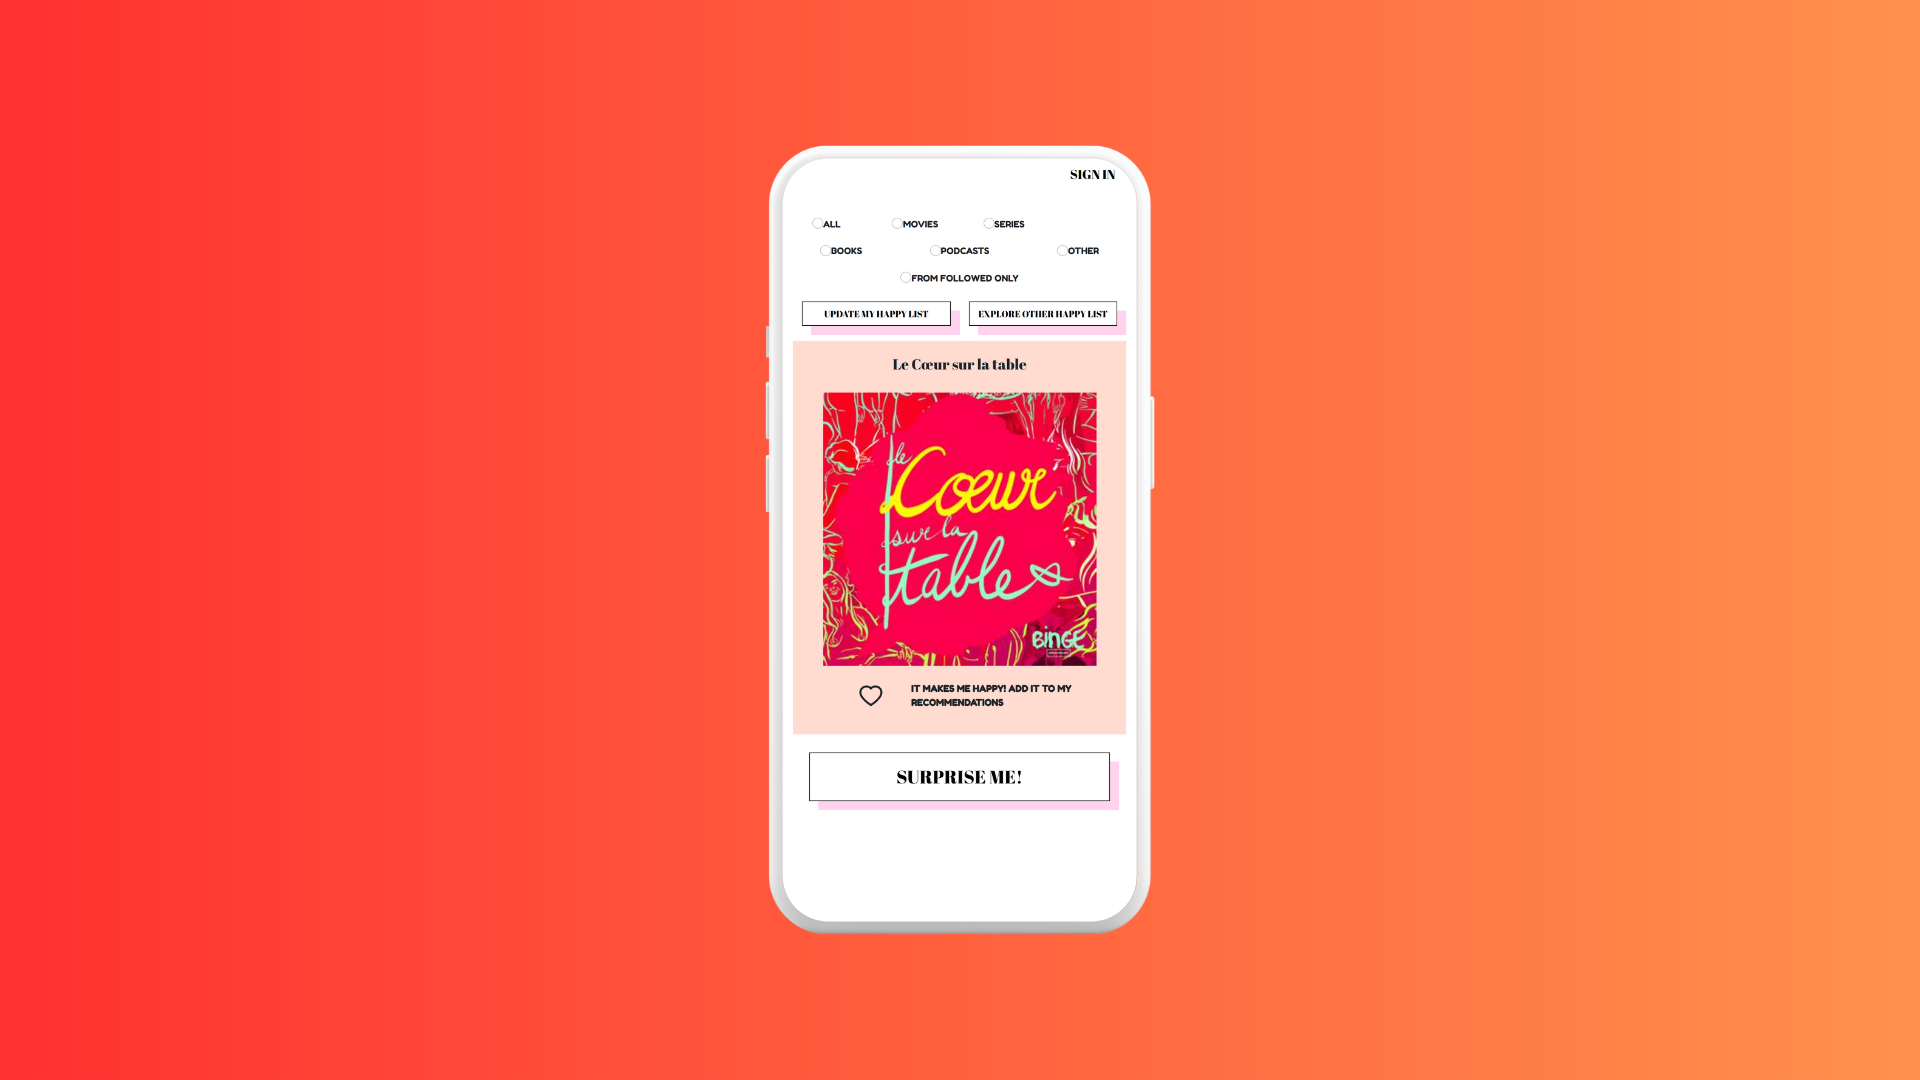 SIGN IN
ALL MOVIES SERIES
BOOKS PODCASTS OTHER
FROM FOLLOWED ONLY
UPDATE MY HAPPY LIST EXPLORE OTHER HAPPY LIST
Le Cœur sur la table
le
Cœur
sur la
table
BinGE
IT MAKES ME HAPPY! ADD IT TO MY
RECOMMENDATIONS
SURPRISE ME!